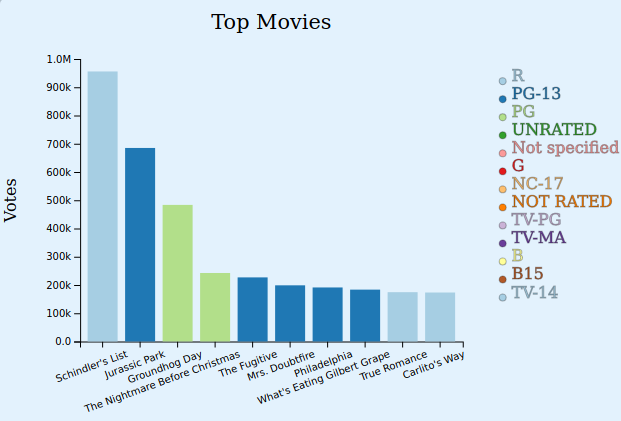 Top Movies
Votes
1.0M
900k
800k
700k
600k
500k
400k
300k
200k
100k
0.0
Schindler's List
Jurassic Park
Groundhog Day
The Nightmare Before Christmas
The Fugitive
Mrs. Doubtfire
Philadelphia
What's Eating Gilbert Grape
True Romance
Carlito's Way
R
PG-13
PG
UNRATED
Not specified
G
NC-17
NOT RATED
TV-PG
TV-MA
B
B15
TV-14